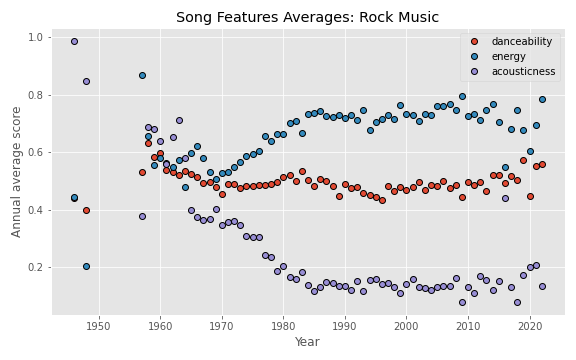 Song Features Averages: Rock Music
danceability
energy
acousticness
Annual average score
1.0
0.8
0.6
0.4
0.2
1950 1960 1970 1980 1990 2000 2010 2020
Year